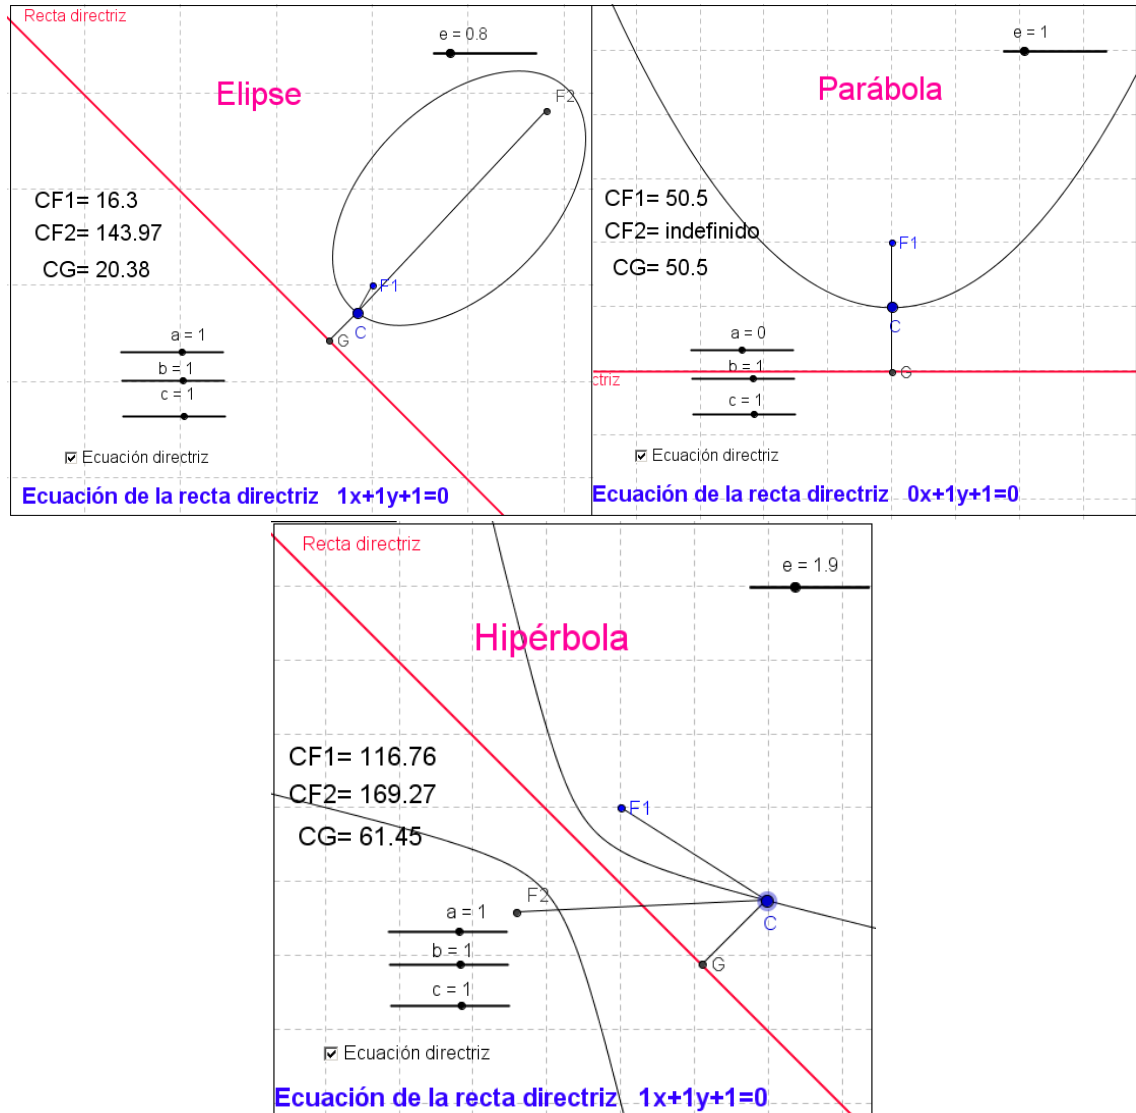 Recta directriz
e = 0.8
Elipse
F2
CF1= 16.3
CF2= 143.97
CG= 20.38
F1
C
G
a = 1
b = 1
c = 1
Ecuación directriz
Ecuación de la recta directriz 1x+1y+1=0
e = 1
Parábola
CF1= 50.5
CF2= indefinido
F1
CG= 50.5
C
a = 0
b = 1
ctriz
G
c = 1
Ecuación directriz
Ecuación de la recta directriz 0x+1y+1=0
Recta directriz
e = 1.9
Hipérbola
CF1= 116.76
CF2= 169.27
F1
CG= 61.45
F2
a = 1
C
b = 1
G
c = 1
Ecuación directriz
Ecuación de la recta directriz 1x+1y+1=0